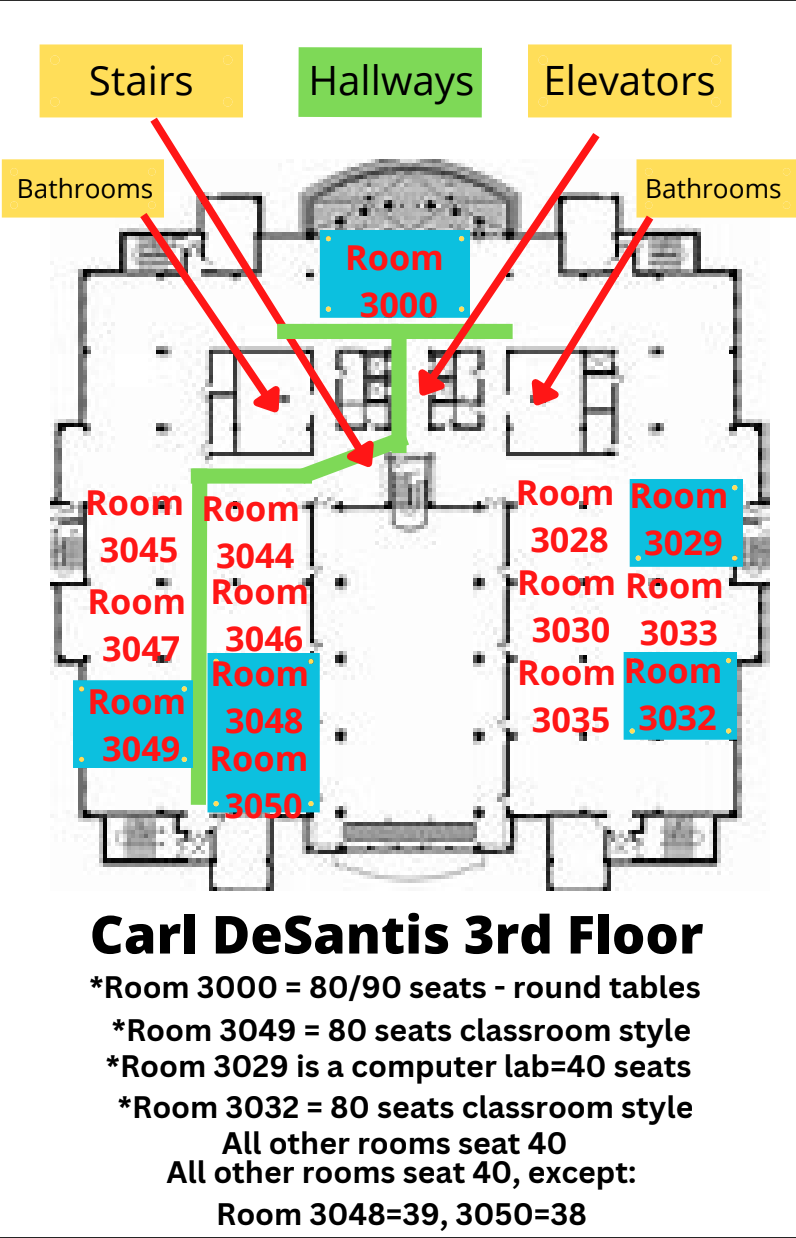 Stairs
Hallways
Elevators
Bathrooms
Bathrooms
Room
3000
Room
3045
Room
3044
Room
3047
Room
3046
Room
3049
Room
3048
Room
3050
Room
3028
Room
3029
Room
3030
Room
3033
Room
3035
Room
3032
Carl DeSantis 3rd Floor
*Room 3000 = 80/90 seats - round tables
*Room 3049 = 80 seats classroom style
*Room 3029 is a computer lab=40 seats
*Room 3032 = 80 seats classroom style
All other rooms seat 40
All other rooms seat 40, except:
Room 3048=39, 3050=38